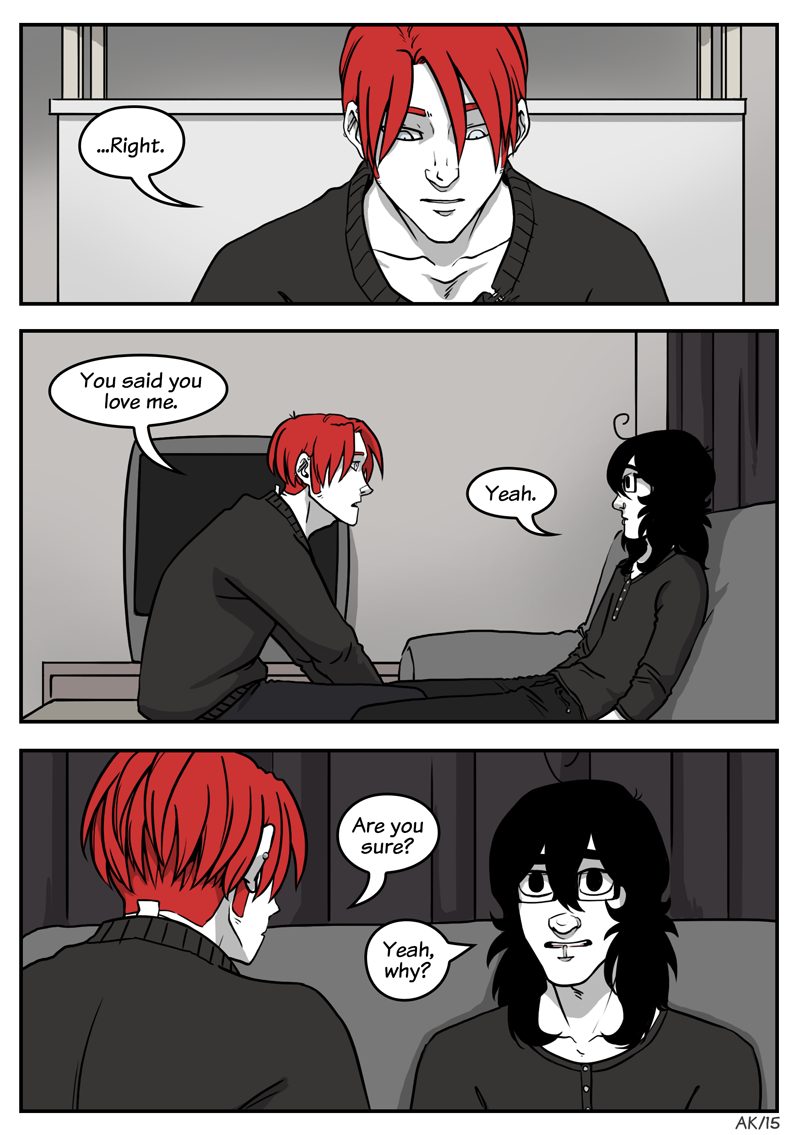 ...Right.
You said you
love me.
Yeah.
Are you
sure?
Yeah,
why?
AK/15